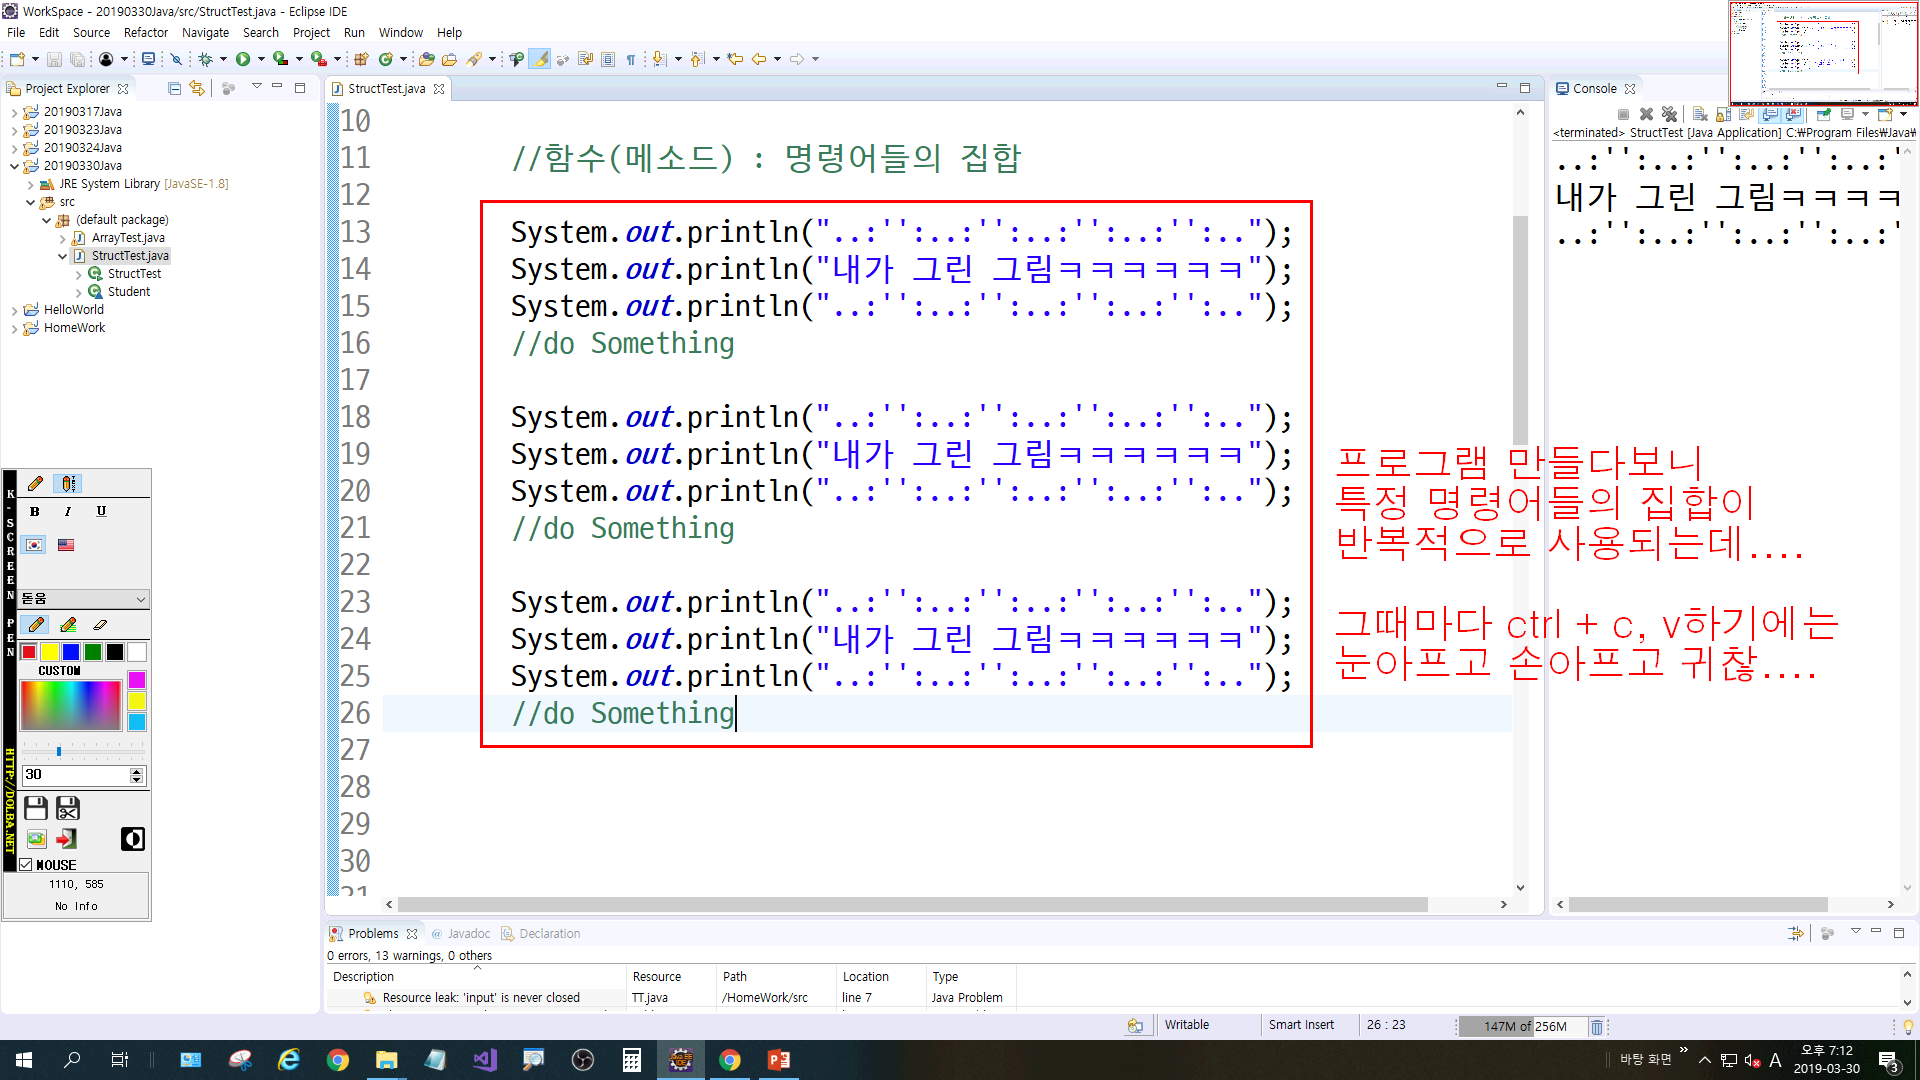 WorkSpace - 20190330Java/src/StructTest.java - Eclipse IDE
File Edit Source Refactor Navigate Search Project Run Window Help
Project Explorer
20190317Java
20190323Java
20190324Java
20190330Java
JRE System Library [JavaSE-1.8]
src
(default package)
ArrayTest.java
StructTest.java
StructTest
Student
HelloWorld
HomeWork
StructTest.java
10
11 //함수(메소드) : 명령어들의 집합
12
13 System.out.println("..:'':..:'':..:'':..:'':..");
14 System.out.println("내가 그린 그림ㅋㅋㅋㅋㅋㅋ");
15 System.out.println("..:'':..:'':..:'':..:'':..");
16 //do Something
17
18 System.out.println("..:'':..:'':..:'':..:'':..");
19 System.out.println("내가 그린 그림ㅋㅋㅋㅋㅋㅋ");
20 System.out.println("..:'':..:'':..:'':..:'':..");
21 //do Something
22
23 System.out.println("..:'':..:'':..:'':..:'':..");
24 System.out.println("내가 그린 그림ㅋㅋㅋㅋㅋㅋ");
25 System.out.println("..:'':..:'':..:'':..:'':..");
26 //do Something
27
28
29
30
31
프로그램 만들다보니
특정 명령어들의 집합이
반복적으로 사용되는데....
그때마다 ctrl + c, v하기에는
눈아프고 손아프고 귀찮....
Console
<terminated> StructTest [Java Application] C:₩Program Files₩Java₩
..:'':..:'':..:'':..:'':..:'
내가 그린 그림ㅋㅋㅋㅋ
..:'':..:'':..:'':..:'':..:'
K-SCREEN PEN
HTTP://DOLBA.NET
B I U
돋움
CUSTOM
30
MOUSE
1110, 585
No Info
Problems @ Javadoc Declaration
0 errors, 13 warnings, 0 others
Description Resource Path Location Type
Resource leak: 'input' is never closed TT.java /HomeWork/src line 7 Java Problem
Writable Smart Insert 26 : 23 147M of 256M
바탕 화면 A 오후 7:12
2019-03-30
3